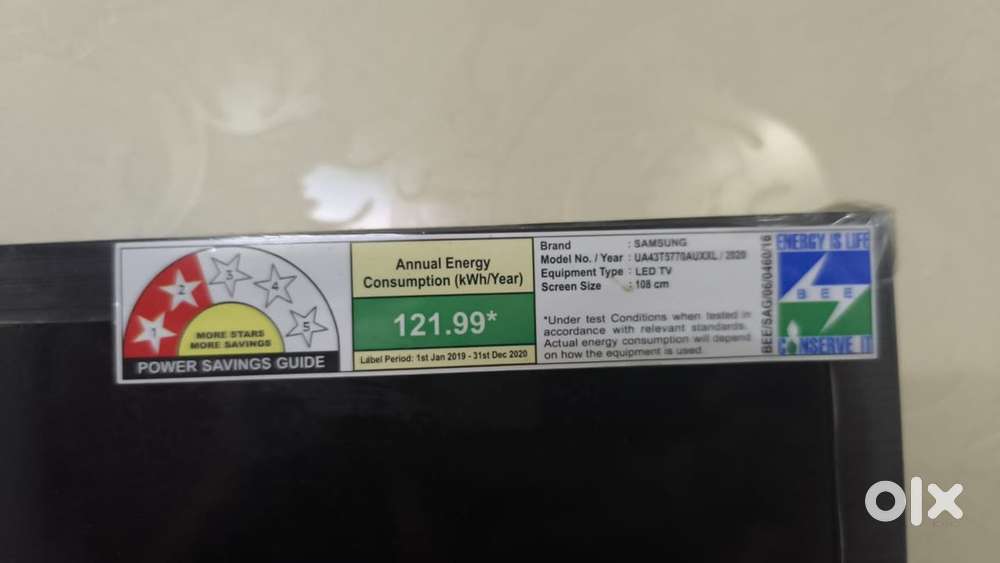 1
2
3
4
5
MORE STARS
MORE SAVINGS
POWER SAVINGS GUIDE
Annual Energy
Consumption (kWh/Year)
121.99*
Label Period: 1st Jan 2019 - 31st Dec 2020
Brand : SAMSUNG
Model No. / Year : UA43T5770AUXXL / 2020
Equipment Type : LED TV
Screen Size : 108 cm
*Under test Conditions when tested in
accordance with relevant standards.
Actual energy consumption will depend
on how the equipment is used
BEE/SAG/06/0460/16
ENERGY IS LIFE
BEE
CONSERVE IT
olx